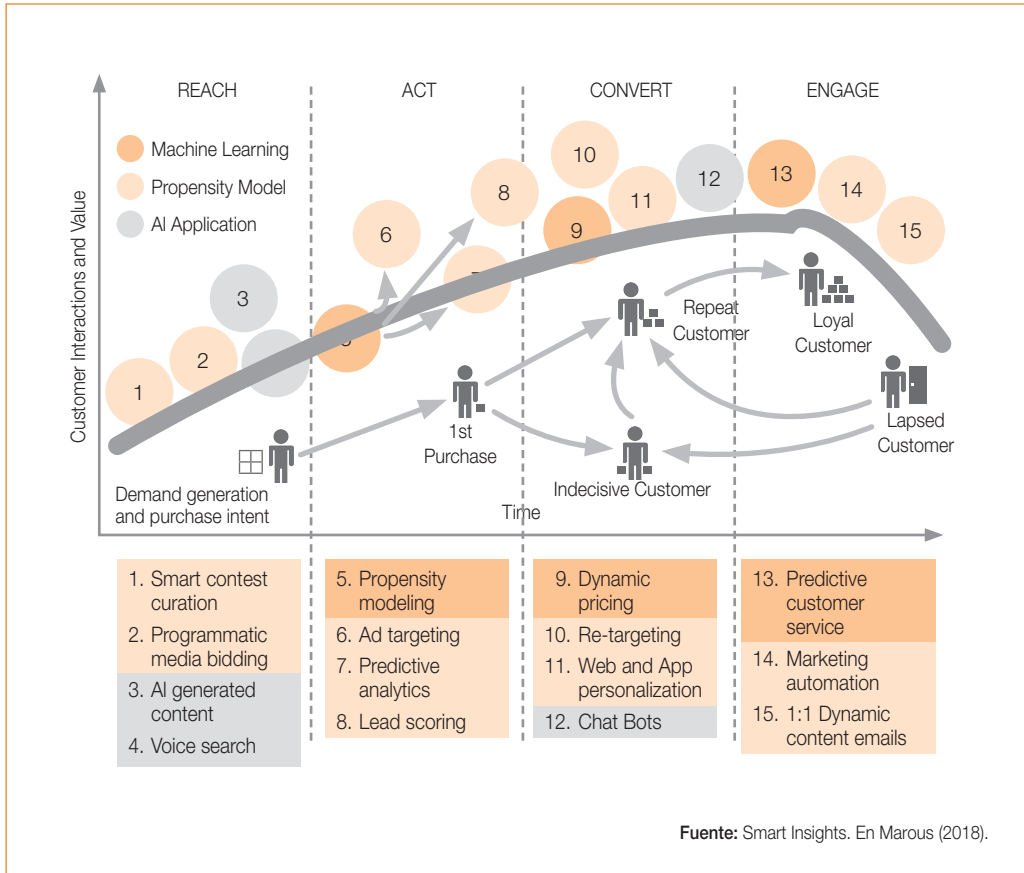 REACH
ACT
CONVERT
ENGAGE
Machine Learning
Propensity Model
AI Application
Customer Interactions and Value
1
2
3
6
8
9
10
11
12
13
14
15
Demand generation
and purchase intent
1st
Purchase
Indecisive Customer
Repeat
Customer
Loyal
Customer
Lapsed
Customer
Time
1. Smart contest
curation
2. Programmatic
media bidding
3. AI generated
content
4. Voice search
5. Propensity
modeling
6. Ad targeting
7. Predictive
analytics
8. Lead scoring
9. Dynamic
pricing
10. Re-targeting
11. Web and App
personalization
12. Chat Bots
13. Predictive
customer
service
14. Marketing
automation
15. 1:1 Dynamic
content emails
Fuente: Smart Insights. En Marous (2018).